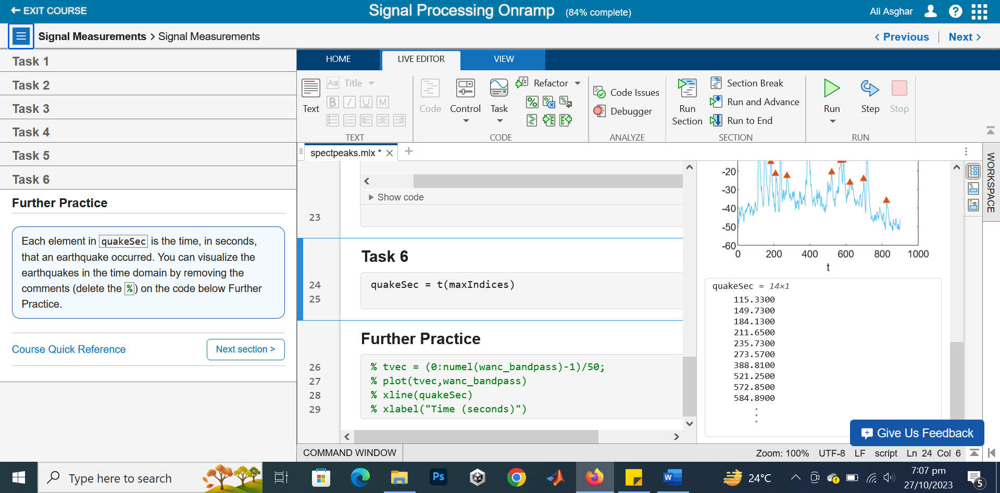 ← EXIT COURSE
Signal Processing Onramp (84% complete)
Ali Asghar
?
Signal Measurements > Signal Measurements
< Previous
Next >
Task 1
Task 2
Task 3
Task 4
Task 5
Task 6
Further Practice
Each element in quakeSec is the time, in seconds,
that an earthquake occurred. You can visualize the
earthquakes in the time domain by removing the
comments (delete the %) on the code below Further
Practice.
Course Quick Reference
Next section >
HOME
LIVE EDITOR
VIEW
Text
Aa Title
B I U M
TEXT
Code
Control
Task
Refactor
CODE
Code Issues
Debugger
ANALYZE
Run
Section
Section Break
Run and Advance
Run to End
SECTION
Run
Step
Stop
RUN
spectpeaks.mlx *
WORKSPACE
Show code
23
Task 6
24 quakeSec = t(maxIndices)
25
Further Practice
26 % tvec = (0:numel(wanc_bandpass)-1)/50;
27 % plot(tvec,wanc_bandpass)
28 % xline(quakeSec)
29 % xlabel("Time (seconds)")
-20
-30
-40
-50
-60
0 200 400 600 800 1000
t
quakeSec = 14×1
115.3300
149.7300
184.1300
211.6500
235.7300
273.5700
388.8100
521.2500
572.8500
584.8900
Give Us Feedback
COMMAND WINDOW
Zoom: 100% UTF-8 LF script Ln 24 Col 6
Type here to search
Ps
W
24°C
7:07 pm
27/10/2023
5